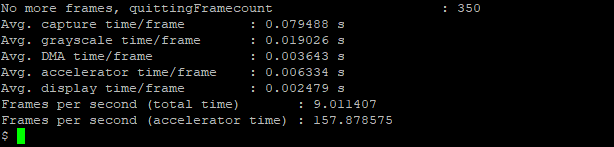 No more frames, quittingFramecount : 350
Avg. capture time/frame : 0.079488 s
Avg. grayscale time/frame : 0.019026 s
Avg. DMA time/frame : 0.003643 s
Avg. accelerator time/frame : 0.006334 s
Avg. display time/frame : 0.002479 s
Frames per second (total time) : 9.011407
Frames per second (accelerator time) : 157.878575
$